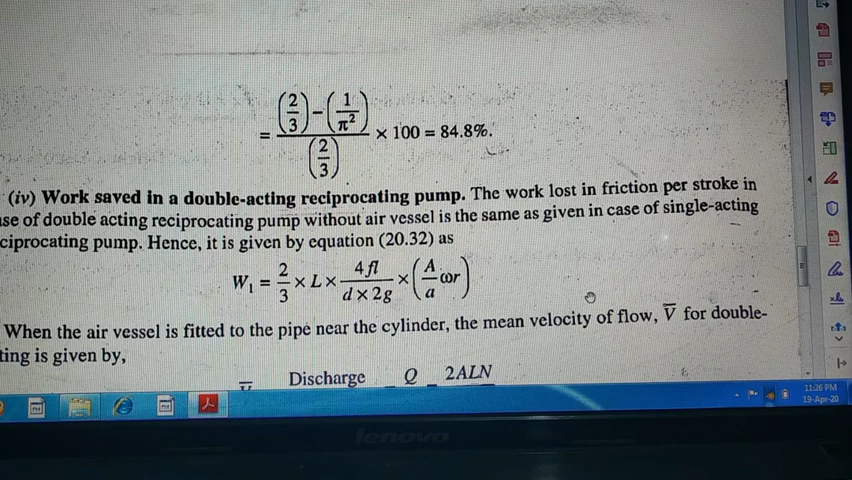 = (2/3) − (1/π²) / (2/3) × 100 = 84.8%.
(iv) Work saved in a double-acting reciprocating pump. The work lost in friction per stroke in
of double acting reciprocating pump without air vessel is the same as given in case of single-acting
ciprocating pump. Hence, it is given by equation (20.32) as
W₁ = 2/3 × L × 4fl / d × 2g × (A/a ωr)
When the air vessel is fitted to the pipe near the cylinder, the mean velocity of flow, V̅ for double-
ting is given by,
Discharge Q 2ALN
11:26 PM
19-Apr-20
lenovo